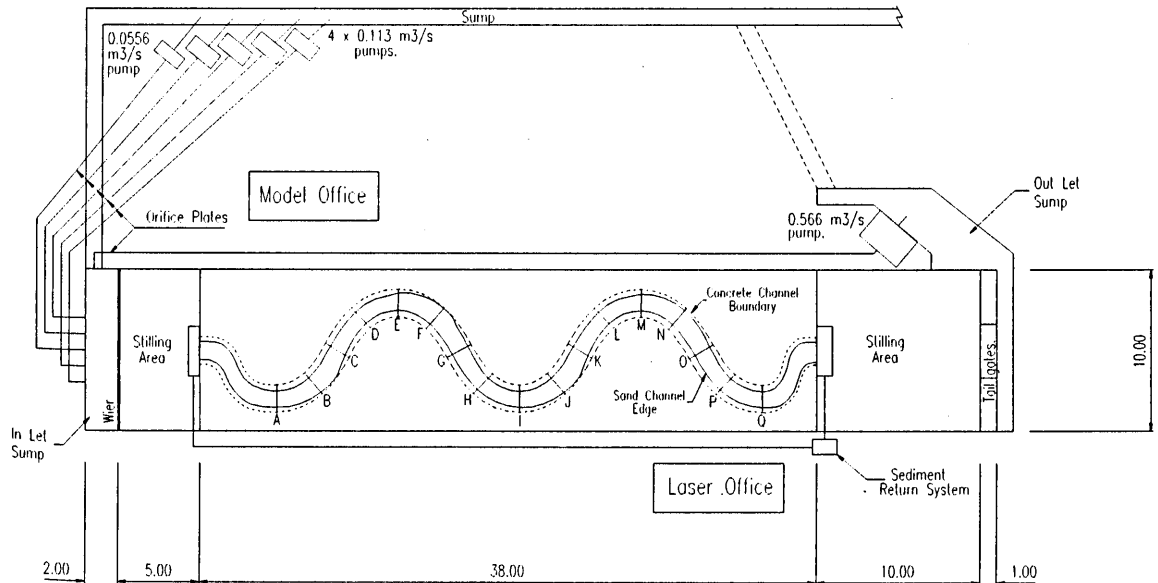 Sump
0.0556
m3/s
pump
4 x 0.113 m3/s
pumps.
Model Office
Orifice Plates
0.566 m3/s
pump.
Out Let
Sump
Stilling
Area
Wier
In Let
Sump
A
B
C
D
E
F
G
H
I
J
K
L
M
N
O
P
Q
Concrete Channel
Boundary
Sand Channel
Edge
Stilling
Area
Tail gates.
10.00
Laser .Office
Sediment
Return System
2.00
5.00
38.00
10.00
1.00